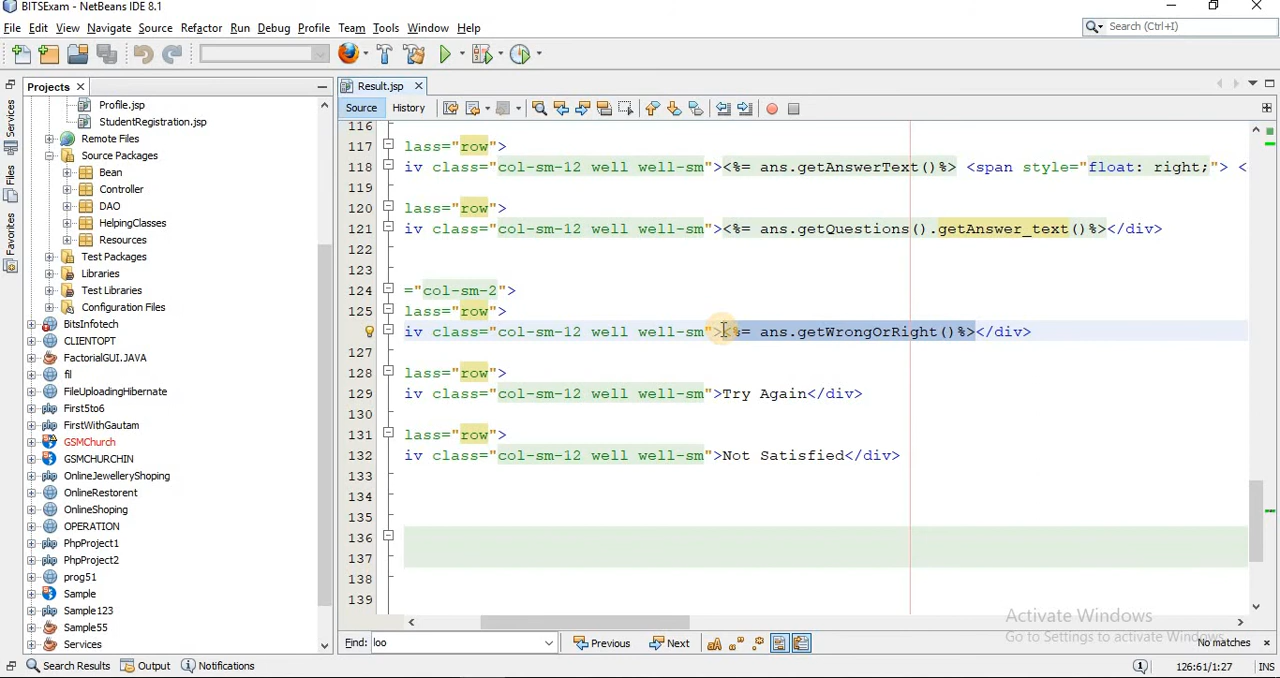 BITSExam - NetBeans IDE 8.1
File Edit View Navigate Source Refactor Run Debug Profile Team Tools Window Help
Search (Ctrl+I)
Projects
Result.jsp
Source History
Services
Files
Favorites
Profile.jsp
StudentRegistration.jsp
Remote Files
Source Packages
Bean
Controller
DAO
HelpingClasses
Resources
Test Packages
Libraries
Test Libraries
Configuration Files
BitsInfotech
CLIENTOPT
FactorialGUI.JAVA
fil
FileUploadingHibernate
First5to6
FirstWithGautam
GSMChurch
GSMCHURCHIN
OnlineJewelleryShoping
OnlineRestorent
OnlineShoping
OPERATION
PhpProject1
PhpProject2
prog51
Sample
Sample123
Sample55
Services
116
117 lass="row">
118 iv class="col-sm-12 well well-sm"><%= ans.getAnswerText()%> <span style="float: right;"> <
119
120 lass="row">
121 iv class="col-sm-12 well well-sm"><%= ans.getQuestions().getAnswer_text()%></div>
122
123
124 ="col-sm-2">
125 lass="row">
iv class="col-sm-12 well well-sm"><%= ans.getWrongOrRight()%></div>
127
128 lass="row">
129 iv class="col-sm-12 well well-sm">Try Again</div>
130
131 lass="row">
132 iv class="col-sm-12 well well-sm">Not Satisfied</div>
133
134
135
136
137
138
139
Activate Windows
Go to Settings to activate Windows.
Find: loo Previous Next No matches
Search Results Output Notifications 126:61/1:27 INS